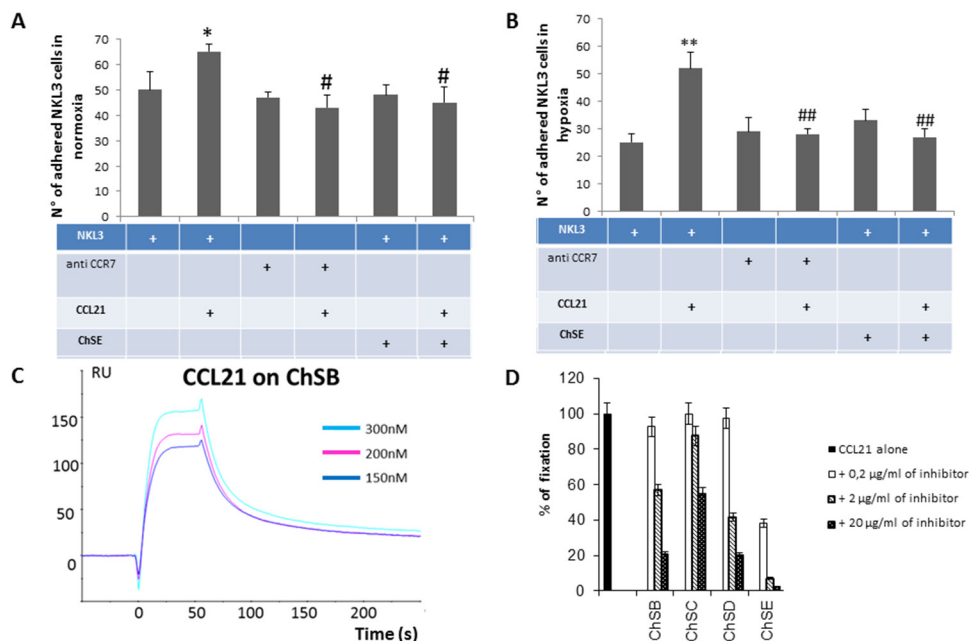 A
N° of adhered NKL3 cells in
normoxia
70
60
50
40
30
20
10
0
*
#
#
NKL3 + + + +
anti CCR7 + +
CCL21 + + +
ChSE + +
B
N° of adhered NKL3 cells in
hypoxia
70
60
50
40
30
20
10
0
**
##
##
NKL3 + + + +
anti CCR7 + +
CCL21 + + +
ChSE + +
C
RU
CCL21 on ChSB
150
100
50
0
300nM
200nM
150nM
0 50 100 150 200
Time (s)
D
% of fixation
120
100
80
60
40
20
0
ChSB
ChSC
ChSD
ChSE
CCL21 alone
+ 0,2 µg/ml of inhibitor
+ 2 µg/ml of inhibitor
+ 20 µg/ml of inhibitor